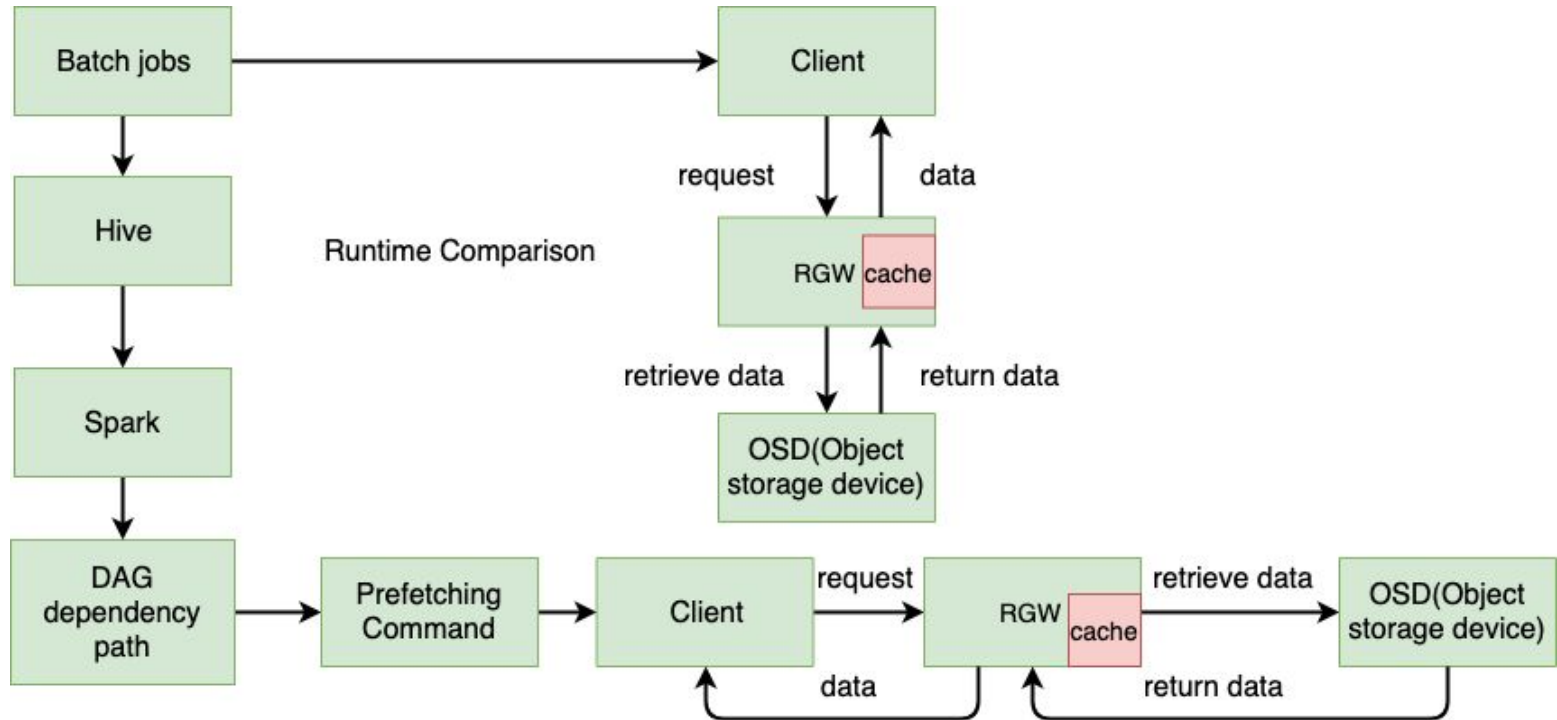 Batch jobs
Client
request
data
Hive
Runtime Comparison
RGW
cache
retrieve data
return data
Spark
OSD(Object
storage device)
DAG
dependency
path
Prefetching
Command
Client
request
RGW
cache
retrieve data
OSD(Object
storage device)
data
return data